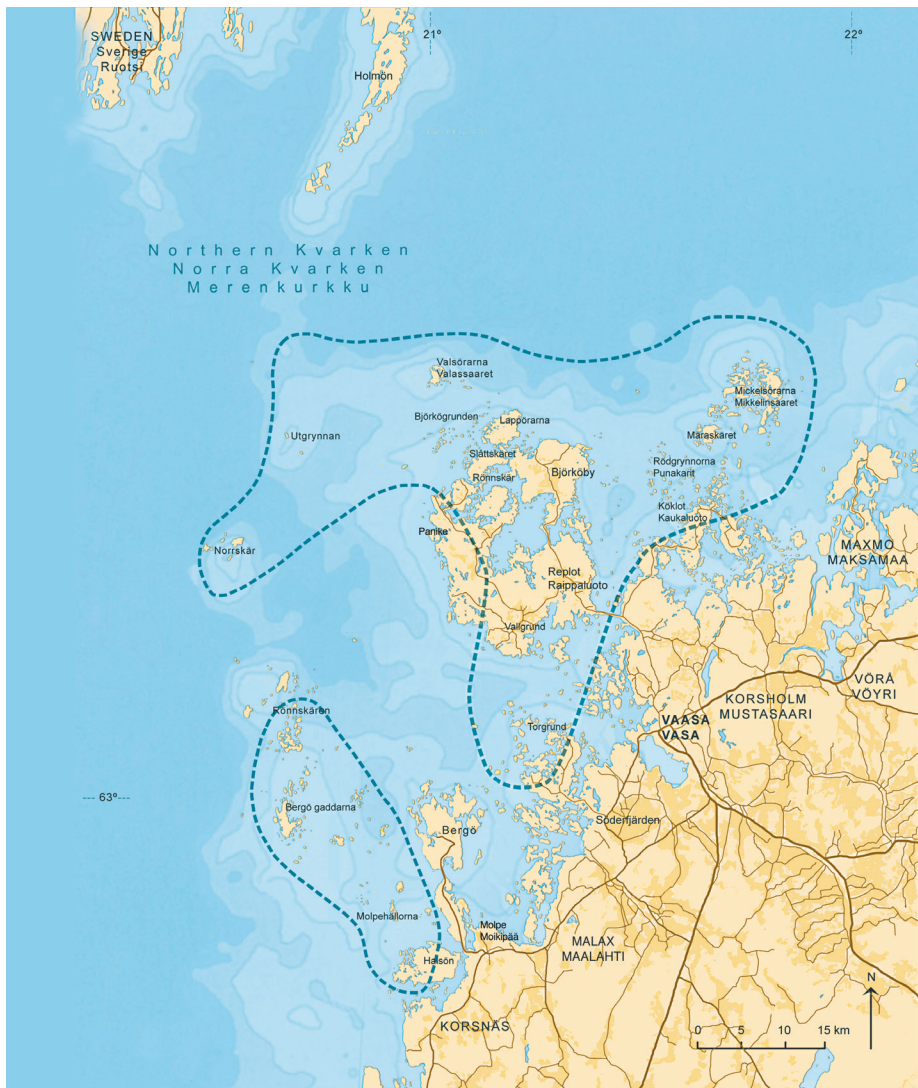 21°
22°
SWEDEN
Sverige
Ruotsi
Holmön
Northern Kvarken
Norra Kvarken
Merenkurkku
Valsörarna
Valassaaret
Mickelsörarna
Mikkelinsaaret
Björkögrunden
Lappörarna
Utgrynnan
Slåttskäret
Maraskäret
Rönnskär
Björköby
Rödgrynnorna
Punakarit
Köklot
Kaukaluoto
Panike
Norrskär
MAXMO
MAKSAMAA
Replot
Raippaluoto
Vallgrund
VÖRÅ
VÖYRI
KORSHOLM
MUSTASAARI
Rönnskären
VAASA
VASA
Torgrund
--- 63°---
Bergö gaddarna
Bergö
Söderfjärden
Molpehällorna
Molpe
Moikipää
MALAX
MAALAHTI
Halsön
N
KORSNÄS
0 5 10 15 km